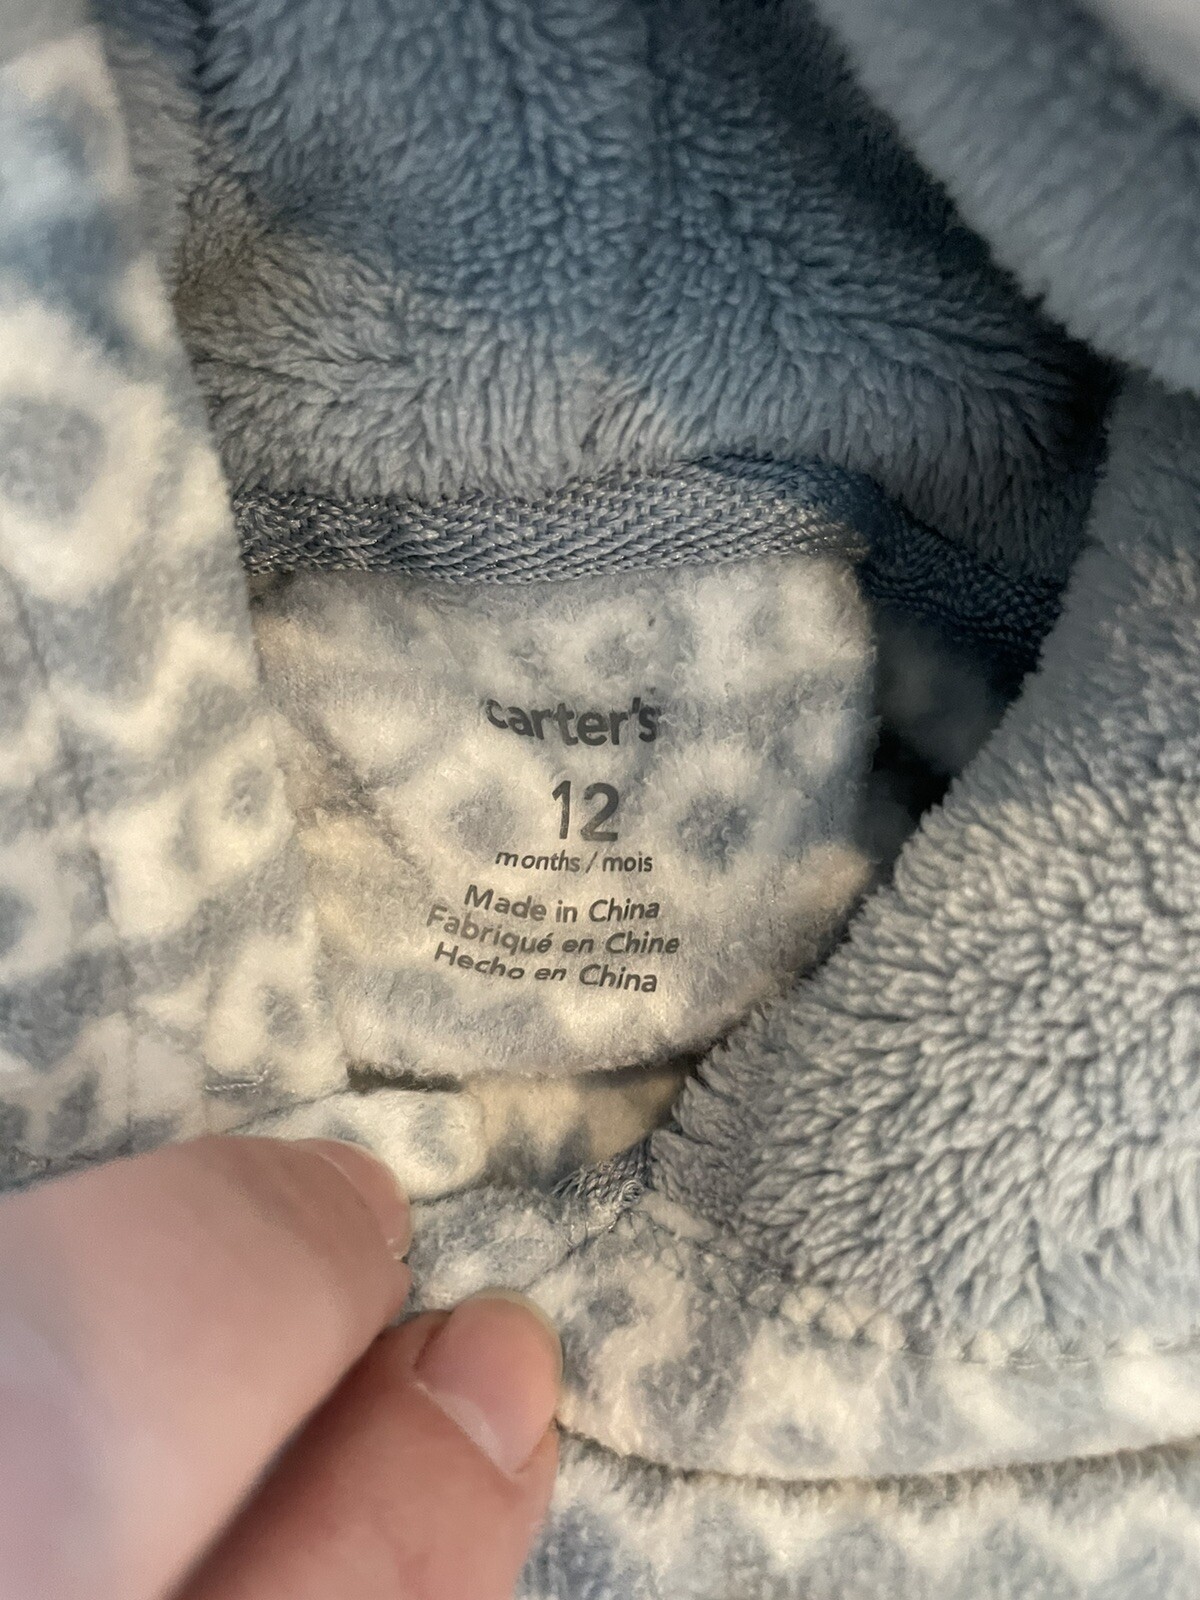 carter's
12
months / mois
Made in China
Fabriqué en Chine
Hecho en China